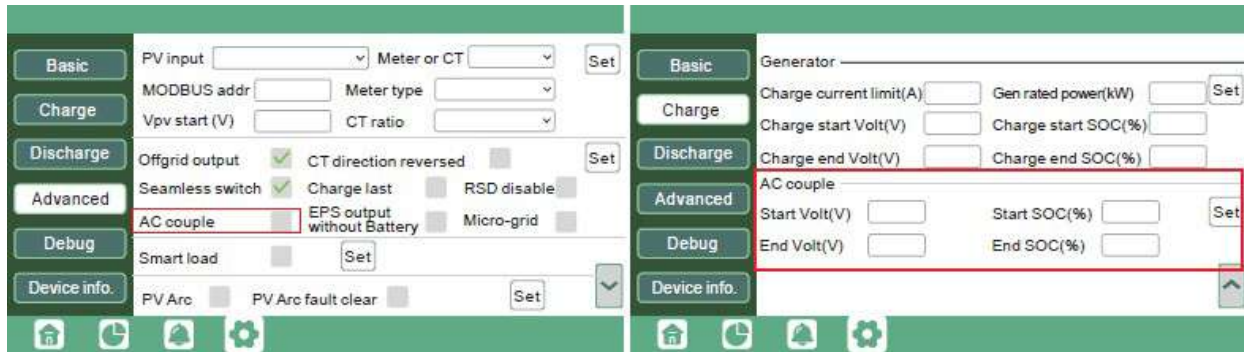 Basic
Charge
Discharge
Advanced
Debug
Device info.
PV input Meter or CT Set
MODBUS addr Meter type
Vpv start (V) CT ratio
Offgrid output CT direction reversed Set
Seamless switch Charge last RSD disable
AC couple EPS output without Battery Micro-grid
Smart load Set
PV Arc PV Arc fault clear Set
Basic
Charge
Discharge
Advanced
Debug
Device info.
Generator
Charge current limit(A) Gen rated power(kW) Set
Charge start Volt(V) Charge start SOC(%)
Charge end Volt(V) Charge end SOC(%)
AC couple
Start Volt(V) Start SOC(%) Set
End Volt(V) End SOC(%)